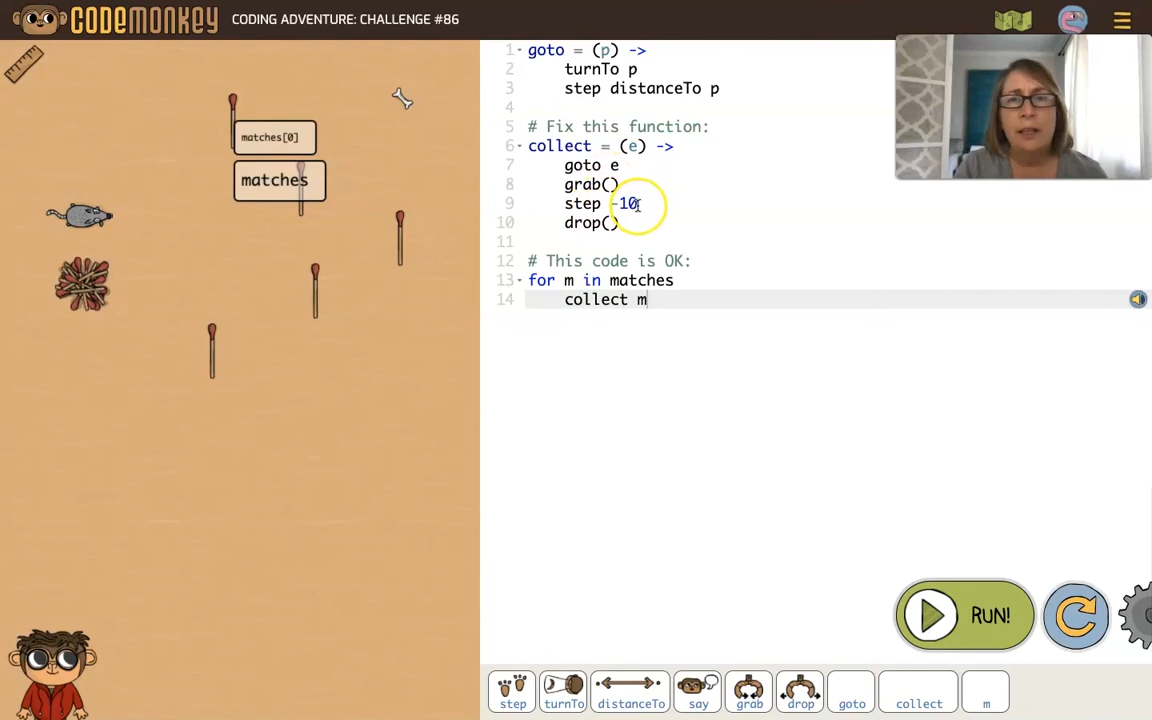 CODEMONKEY CODING ADVENTURE: CHALLENGE #86
matches[0]
matches
1 goto = (p) ->
2 turnTo p
3 step distanceTo p
4
5 # Fix this function:
6 collect = (e) ->
7 goto e
8 grab()
9 step -10
10 drop()
11
12 # This code is OK:
13 for m in matches
14 collect m
RUN!
step turnTo distanceTo say grab drop goto collect m